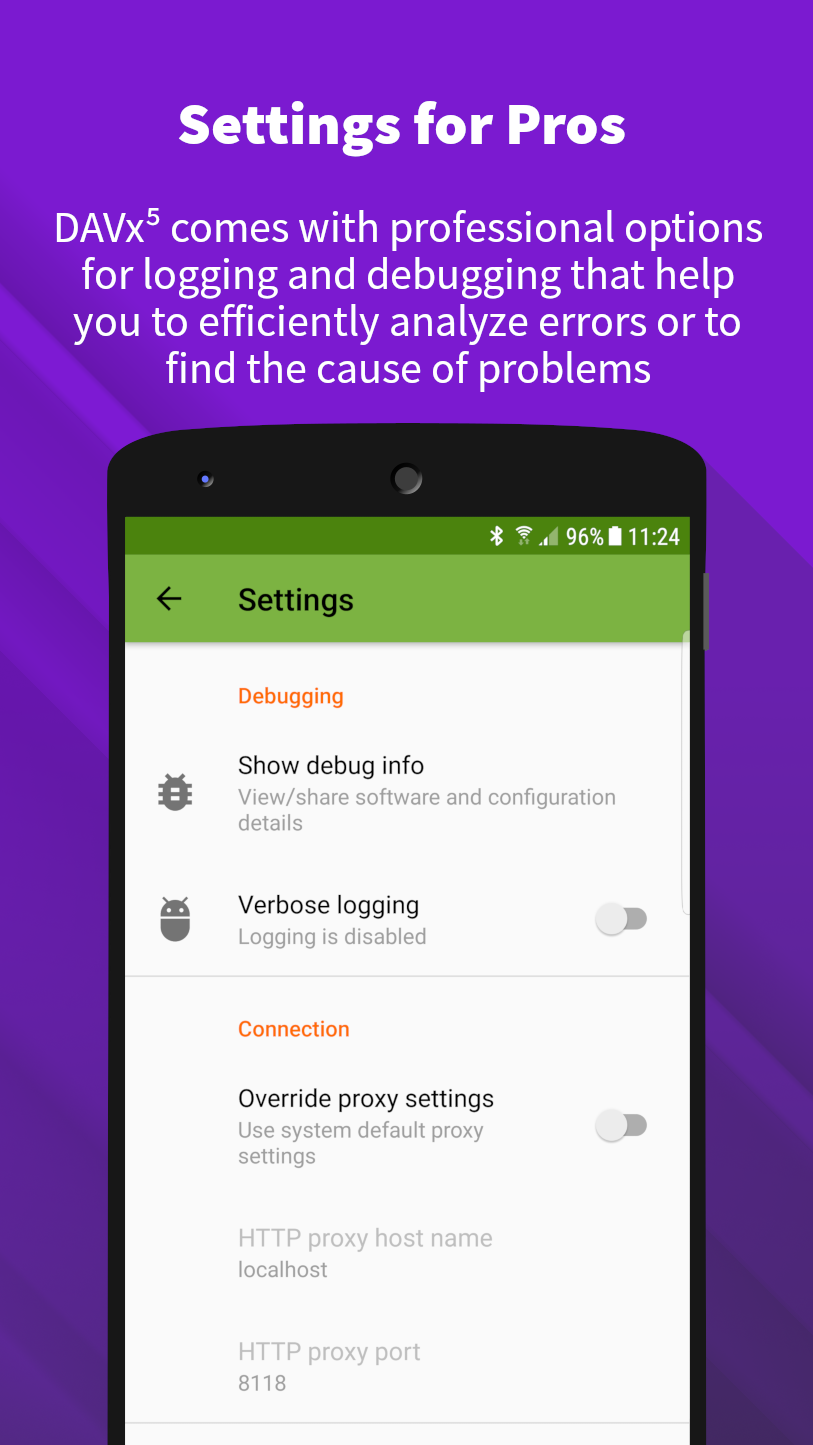 Settings for Pros
DAVx⁵ comes with professional options
for logging and debugging that help
you to efficiently analyze errors or to
find the cause of problems
96% 11:24
Settings
Debugging
Show debug info
View/share software and configuration
details
Verbose logging
Logging is disabled
Connection
Override proxy settings
Use system default proxy
settings
HTTP proxy host name
localhost
HTTP proxy port
8118